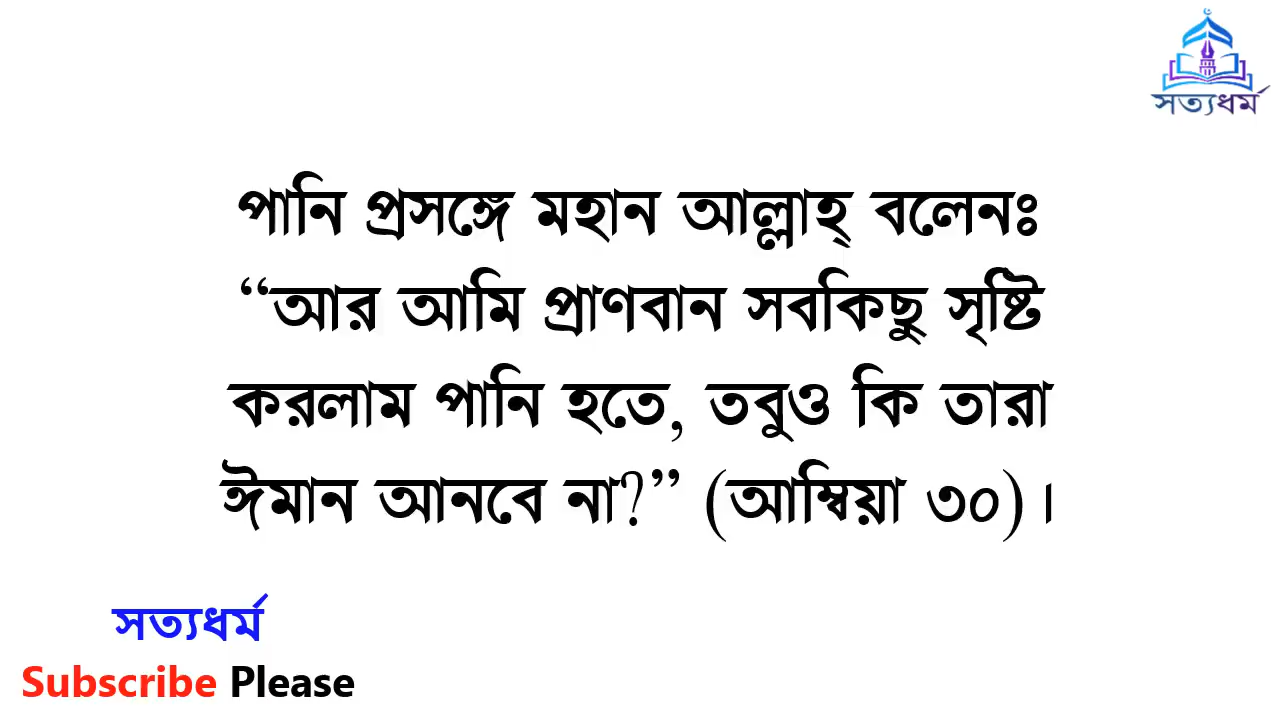 সত্যধর্ম
পানি প্রসঙ্গে মহান আল্লাহ্ বলেনঃ
“আর আমি প্রাণবান সবকিছু সৃষ্টি
করলাম পানি হতে, তবুও কি তারা
ঈমান আনবে না?” (আম্বিয়া ৩০)।
সত্যধর্ম
Subscribe Please